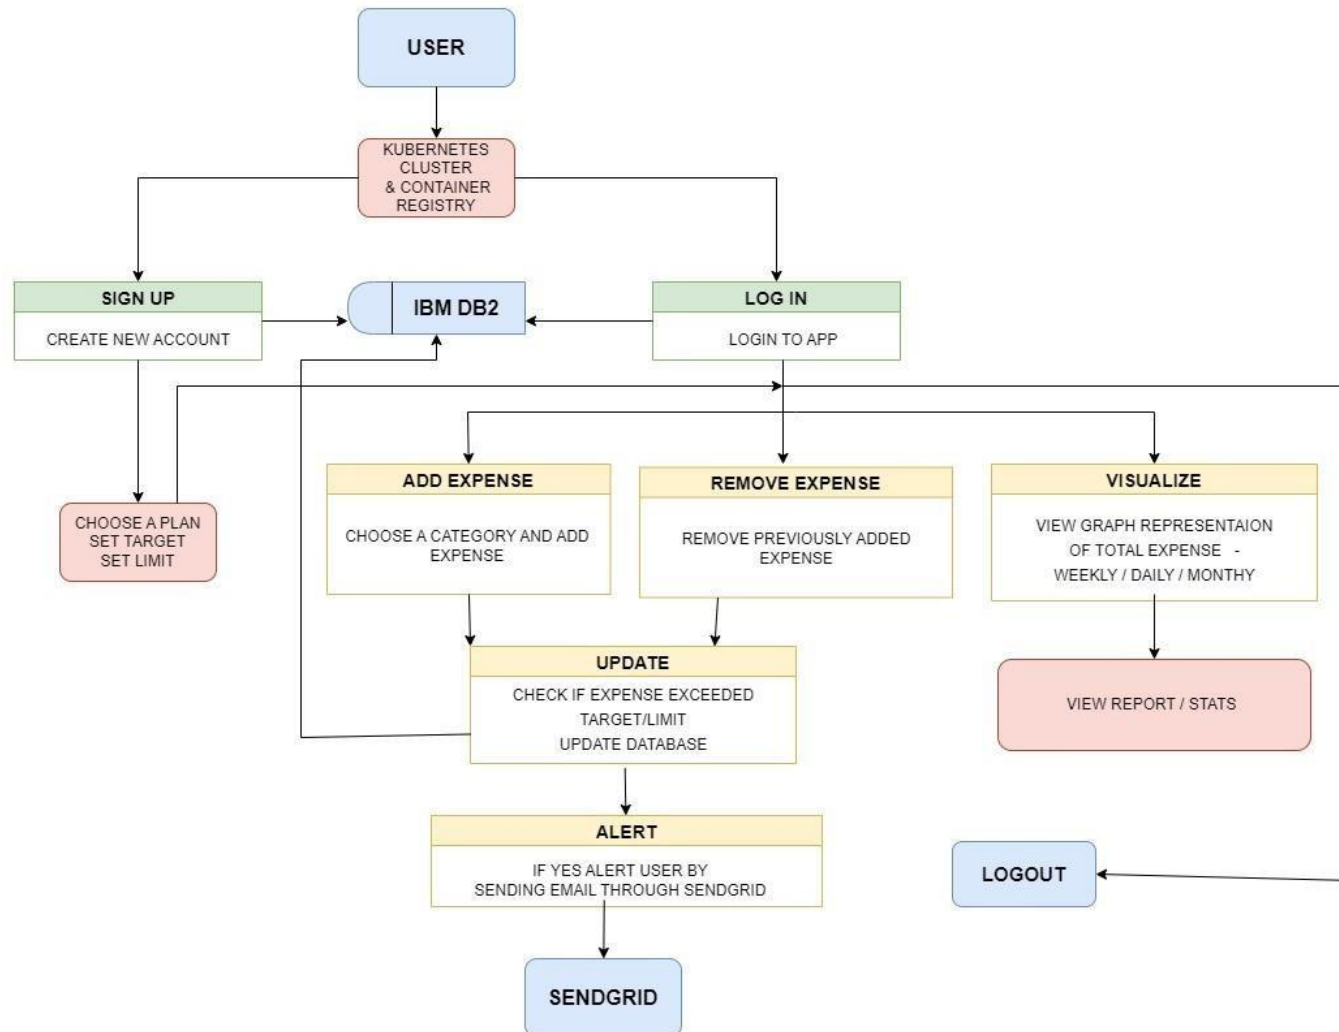 USER
KUBERNETES
CLUSTER
& CONTAINER
REGISTRY
SIGN UP
CREATE NEW ACCOUNT
IBM DB2
LOG IN
LOGIN TO APP
CHOOSE A PLAN
SET TARGET
SET LIMIT
ADD EXPENSE
CHOOSE A CATEGORY AND ADD
EXPENSE
REMOVE EXPENSE
REMOVE PREVIOUSLY ADDED
EXPENSE
VISUALIZE
VIEW GRAPH REPRESENTAION
OF TOTAL EXPENSE -
WEEKLY / DAILY / MONTHY
UPDATE
CHECK IF EXPENSE EXCEEDED
TARGET/LIMIT
UPDATE DATABASE
VIEW REPORT / STATS
ALERT
IF YES ALERT USER BY
SENDING EMAIL THROUGH SENDGRID
LOGOUT
SENDGRID